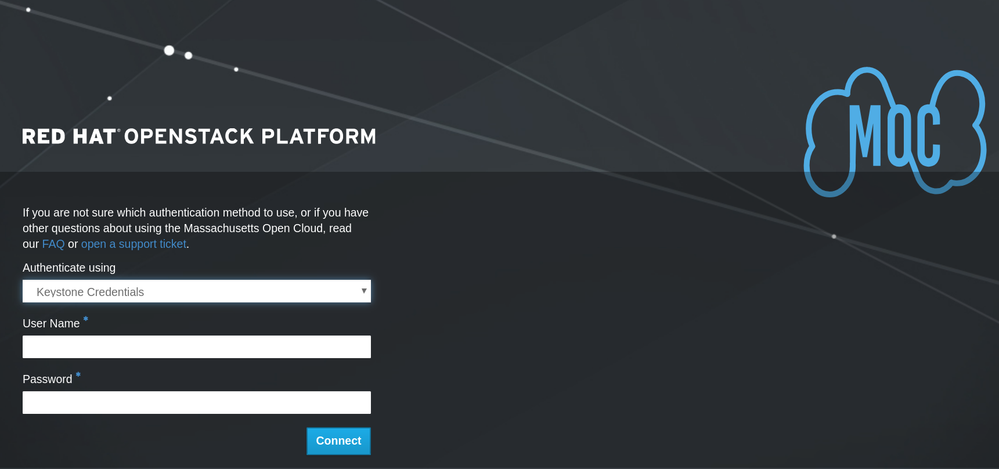 RED HAT® OPENSTACK PLATFORM
MOC
If you are not sure which authentication method to use, or if you have
other questions about using the Massachusetts Open Cloud, read
our FAQ or open a support ticket.
Authenticate using
Keystone Credentials
User Name *
Password *
Connect